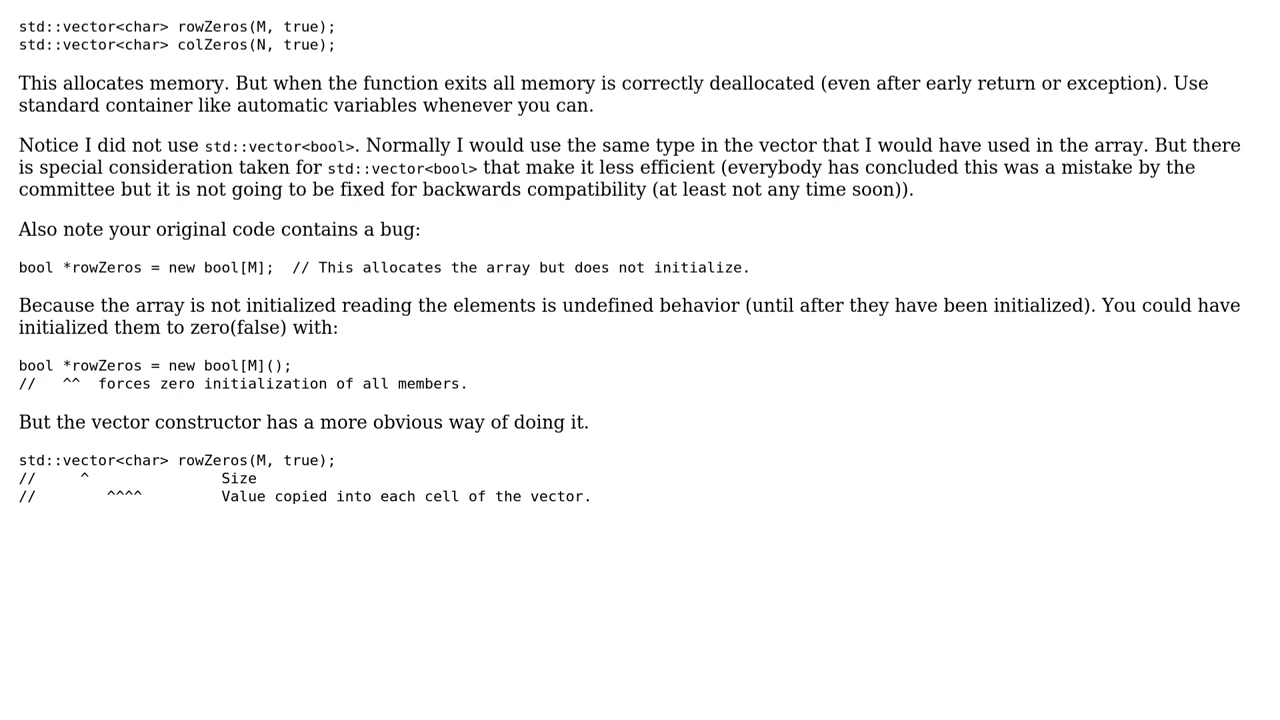 std::vector<char> rowZeros(M, true);
std::vector<char> colZeros(N, true);
This allocates memory. But when the function exits all memory is correctly deallocated (even after early return or exception). Use
standard container like automatic variables whenever you can.
Notice I did not use std::vector<bool>. Normally I would use the same type in the vector that I would have used in the array. But there
is special consideration taken for std::vector<bool> that make it less efficient (everybody has concluded this was a mistake by the
committee but it is not going to be fixed for backwards compatibility (at least not any time soon)).
Also note your original code contains a bug:
bool *rowZeros = new bool[M];  // This allocates the array but does not initialize.
Because the array is not initialized reading the elements is undefined behavior (until after they have been initialized). You could have
initialized them to zero(false) with:
bool *rowZeros = new bool[M]();
//   ^^  forces zero initialization of all members.
But the vector constructor has a more obvious way of doing it.
std::vector<char> rowZeros(M, true);
//     ^               Size
//        ^^^^         Value copied into each cell of the vector.